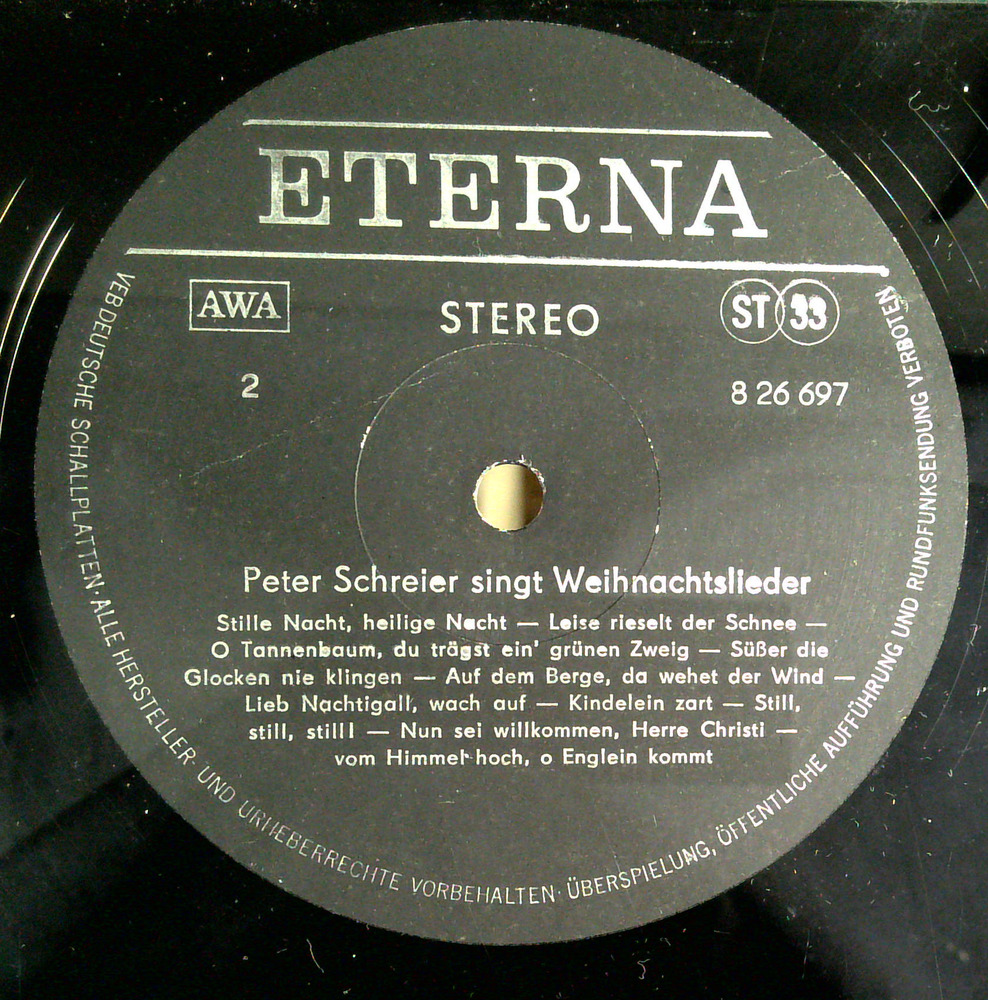 ETERNA
AWA
STEREO
ST 33
2
8 26 697
Peter Schreier singt Weihnachtslieder
Stille Nacht, heilige Nacht — Leise rieselt der Schnee —
O Tannenbaum, du trägst ein' grünen Zweig — Süßer die
Glocken nie klingen — Auf dem Berge, da wehet der Wind —
Lieb Nachtigall, wach auf — Kindelein zart — Still,
still, still! — Nun sei willkommen, Herre Christi —
vom Himmel hoch, o Englein kommt
VEB DEUTSCHE SCHALLPLATTEN · ALLE HERSTELLER- UND URHEBERRECHTE VORBEHALTEN · ÜBERSPIELUNG, ÖFFENTLICHE AUFFÜHRUNG UND RUNDFUNKSENDUNG VERBOTEN